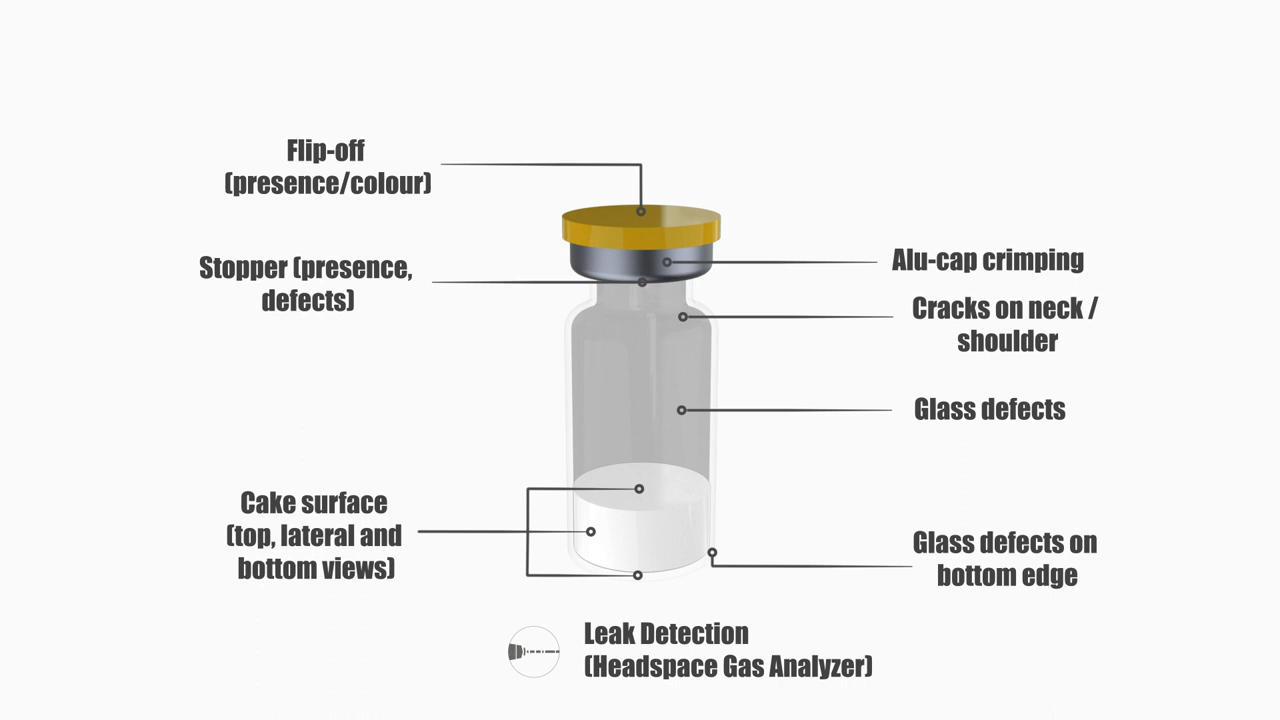 Flip-off
(presence/colour)
Stopper (presence,
defects)
Alu-cap crimping
Cracks on neck /
shoulder
Glass defects
Cake surface
(top, lateral and
bottom views)
Glass defects on
bottom edge
Leak Detection
(Headspace Gas Analyzer)